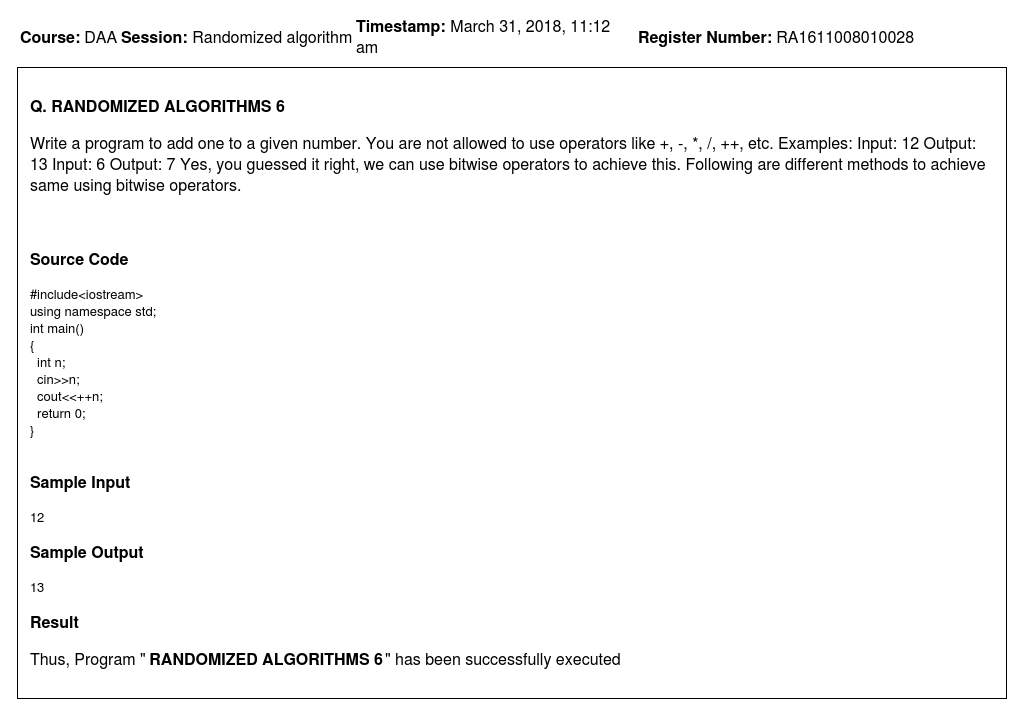 Course: DAA Session: Randomized algorithm Timestamp: March 31, 2018, 11:12 am Register Number: RA1611008010028
Q. RANDOMIZED ALGORITHMS 6
Write a program to add one to a given number. You are not allowed to use operators like +, -, *, /, ++, etc. Examples: Input: 12 Output:
13 Input: 6 Output: 7 Yes, you guessed it right, we can use bitwise operators to achieve this. Following are different methods to achieve
same using bitwise operators.
Source Code
#include<iostream>
using namespace std;
int main()
{
  int n;
  cin>>n;
  cout<<++n;
  return 0;
}
Sample Input
12
Sample Output
13
Result
Thus, Program " RANDOMIZED ALGORITHMS 6" has been successfully executed